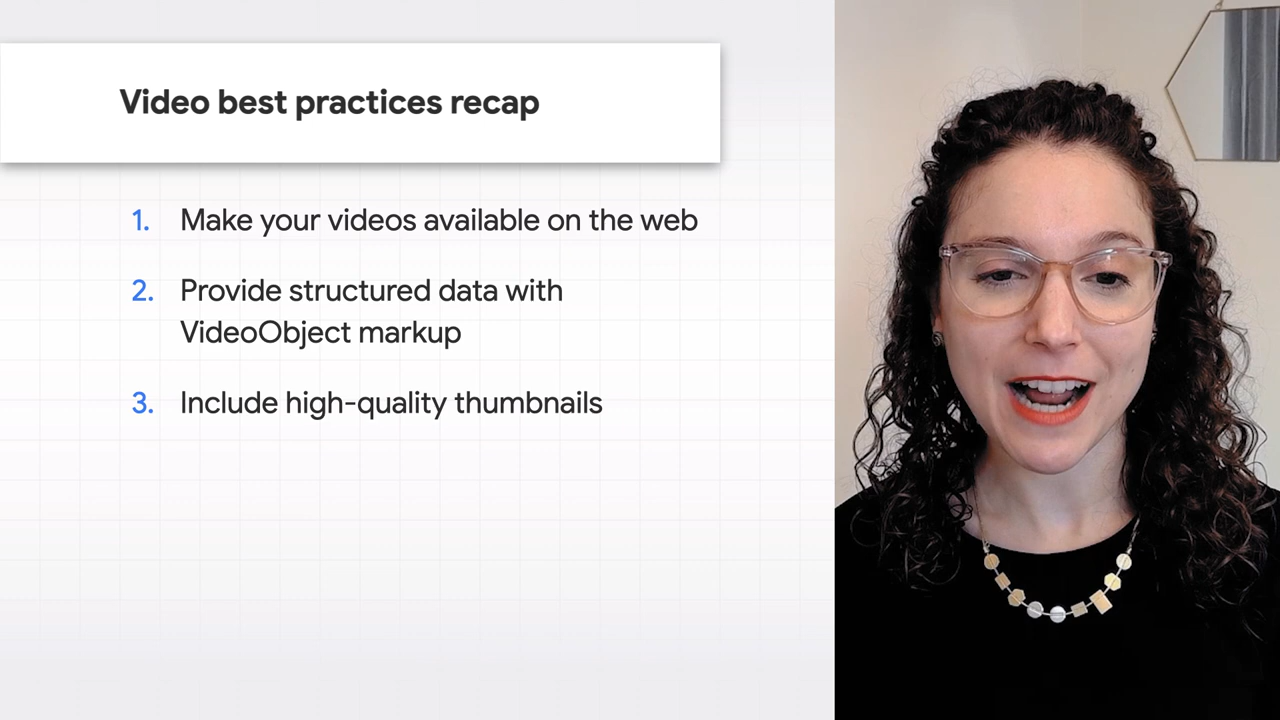 Video best practices recap
1. Make your videos available on the web
2. Provide structured data with
VideoObject markup
3. Include high-quality thumbnails